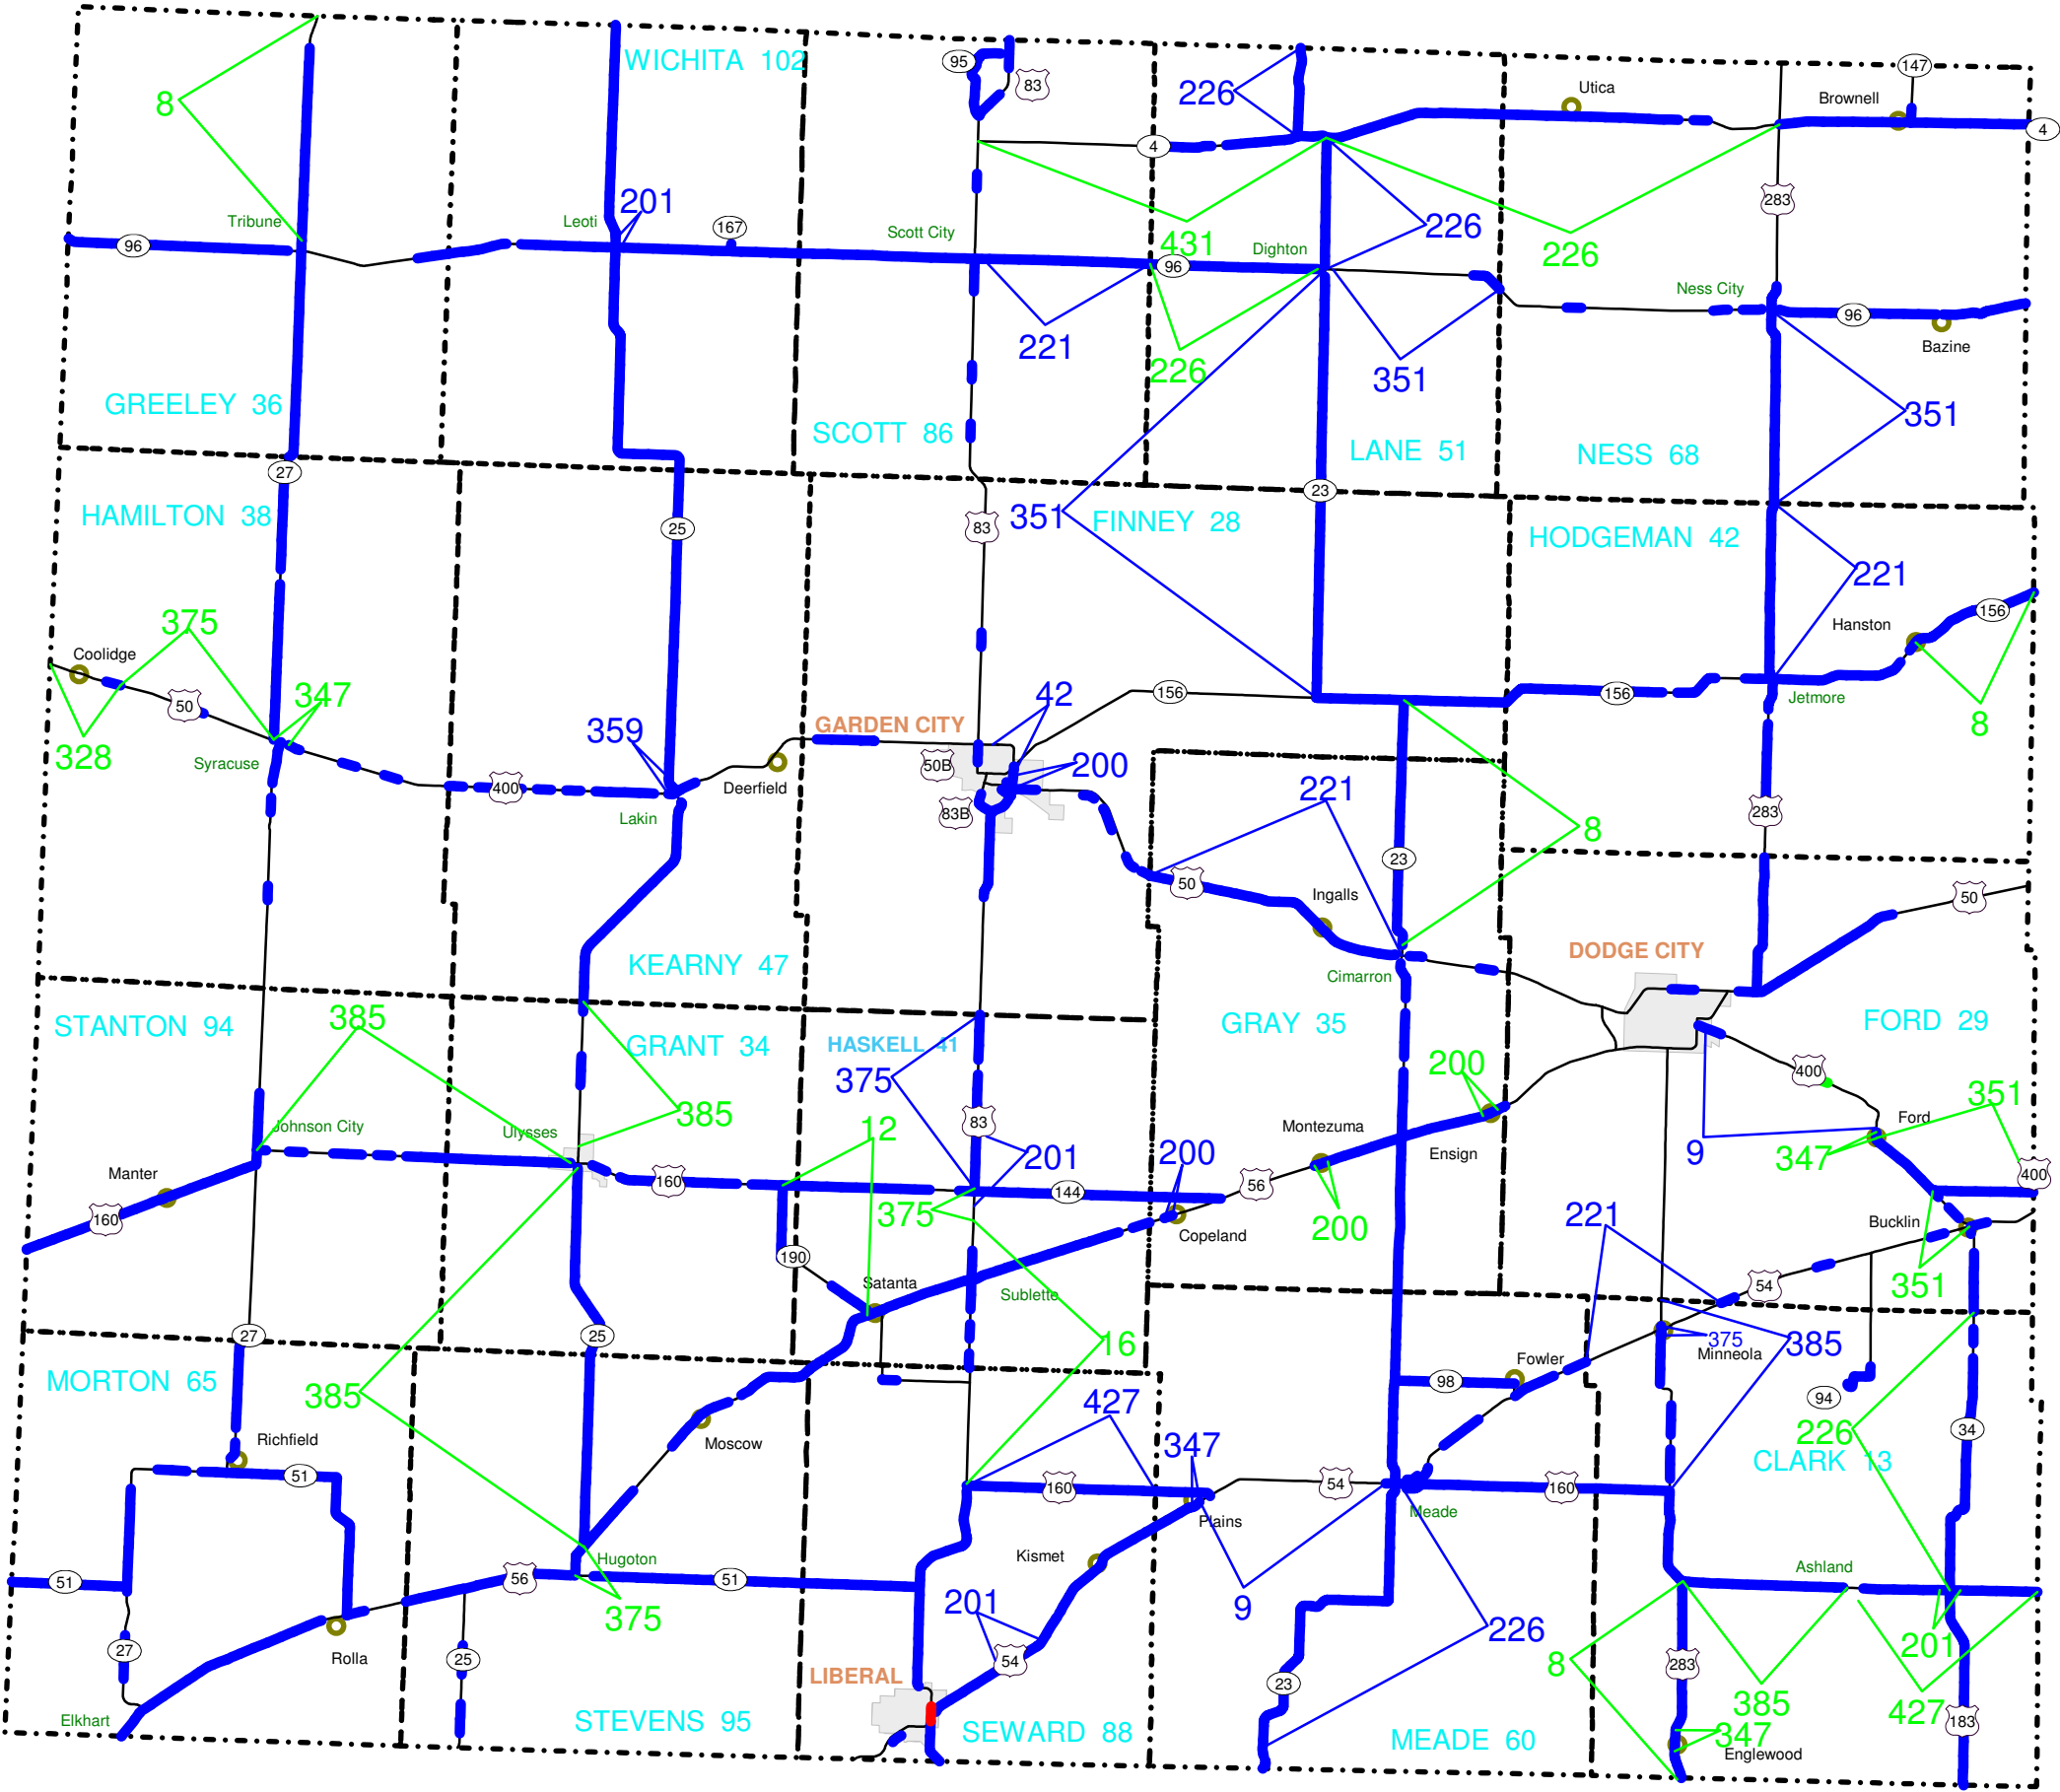 WICHITA 102
95
83
226
Utica
147
Brownell
8
4
4
201
283
Tribune
Leoti
167
Scott City
226
96
431
Dighton
226
96
Ness City
221
96
226
351
Bazine
GREELEY 36
351
SCOTT 86
LANE 51
NESS 68
27
23
HAMILTON 38
351
FINNEY 28
25
83
HODGEMAN 42
221
156
375
Hanston
Coolidge
347
42
156
156
Jetmore
50
8
359
GARDEN CITY
328
Syracuse
50B
200
400
Deerfield
221
83B
283
Lakin
8
23
50
Ingalls
50
DODGE CITY
KEARNY 47
Cimarron
385
STANTON 94
GRAY 35
FORD 29
GRANT 34
HASKELL 41
200
375
400
351
385
12
83
Johnson City
Ulysses
Montezuma
Ford
201
200
Ensign
9
347
Manter
160
144
56
400
160
375
200
221
Bucklin
Copeland
190
Satanta
54
351
Sublette
27
25
16
375
385
Minneola
MORTON 65
Fowler
98
385
94
427
226
34
Richfield
Moscow
347
CLARK 13
51
160
54
160
Plains
Meade
Kismet
Hugoton
Ashland
51
56
51
375
201
9
226
201
27
Rolla
25
54
8
283
LIBERAL
23
385
427
183
Elkhart
STEVENS 95
SEWARD 88
MEADE 60
347
Englewood